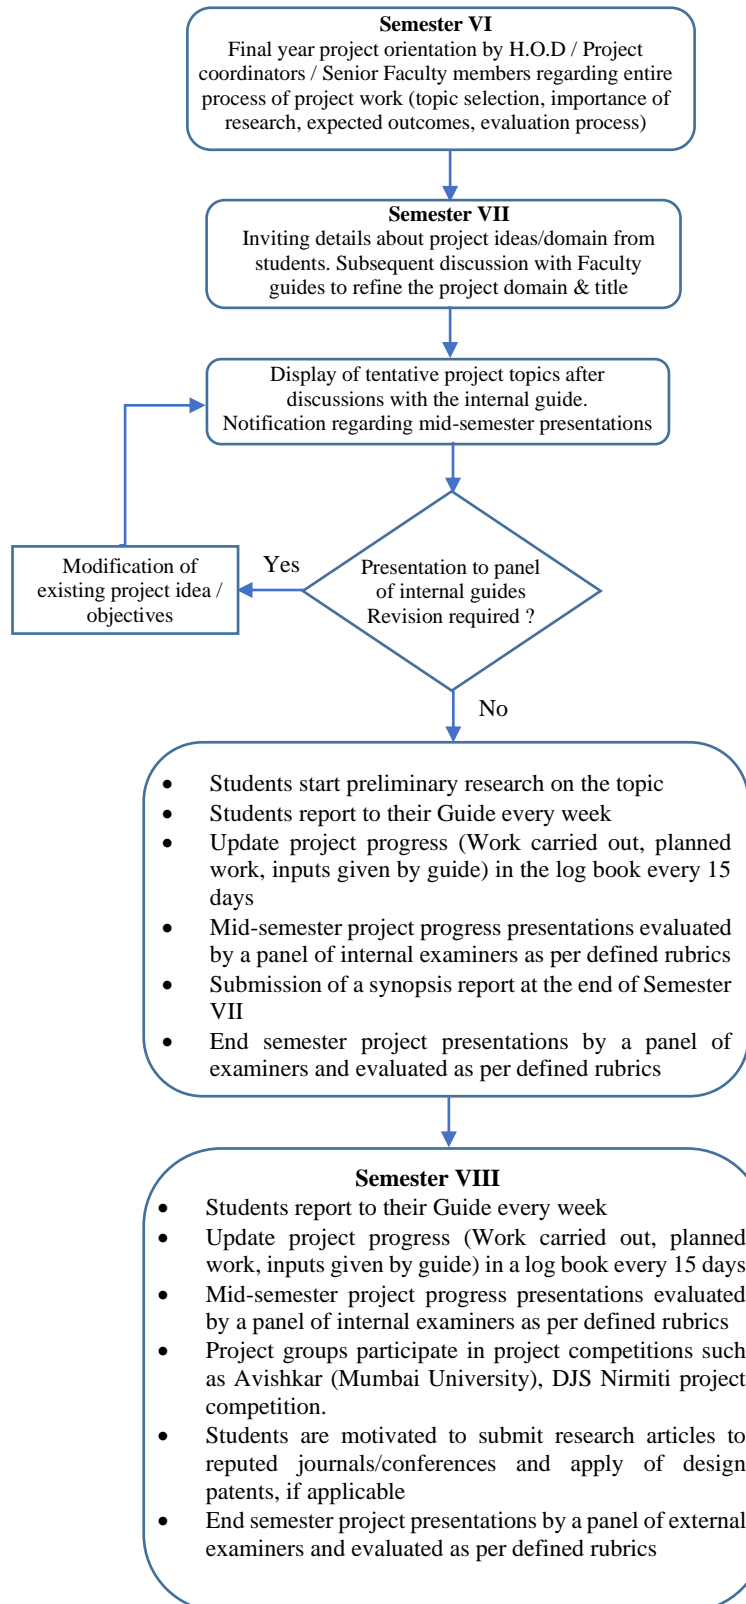 Semester VI
Final year project orientation by H.O.D / Project
coordinators / Senior Faculty members regarding entire
process of project work (topic selection, importance of
research, expected outcomes, evaluation process)
Semester VII
Inviting details about project ideas/domain from
students. Subsequent discussion with Faculty
guides to refine the project domain & title
Display of tentative project topics after
discussions with the internal guide.
Notification regarding mid-semester presentations
Modification of
existing project idea /
objectives
Yes
Presentation to panel
of internal guides
Revision required ?
No
• Students start preliminary research on the topic
• Students report to their Guide every week
• Update project progress (Work carried out, planned
work, inputs given by guide) in the log book every 15
days
• Mid-semester project progress presentations evaluated
by a panel of internal examiners as per defined rubrics
• Submission of a synopsis report at the end of Semester
VII
• End semester project presentations by a panel of
examiners and evaluated as per defined rubrics
Semester VIII
• Students report to their Guide every week
• Update project progress (Work carried out, planned
work, inputs given by guide) in a log book every 15 days
• Mid-semester project progress presentations evaluated
by a panel of internal examiners as per defined rubrics
• Project groups participate in project competitions such
as Avishkar (Mumbai University), DJS Nirmiti project
competition.
• Students are motivated to submit research articles to
reputed journals/conferences and apply of design
patents, if applicable
• End semester project presentations by a panel of external
examiners and evaluated as per defined rubrics